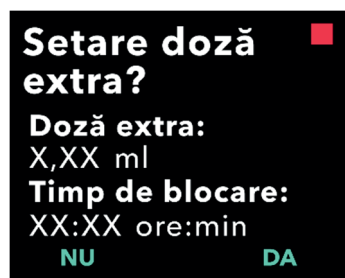 Setare doză
extra?
Doză extra:
X,XX ml
Timp de blocare:
XX:XX ore:min
NU DA